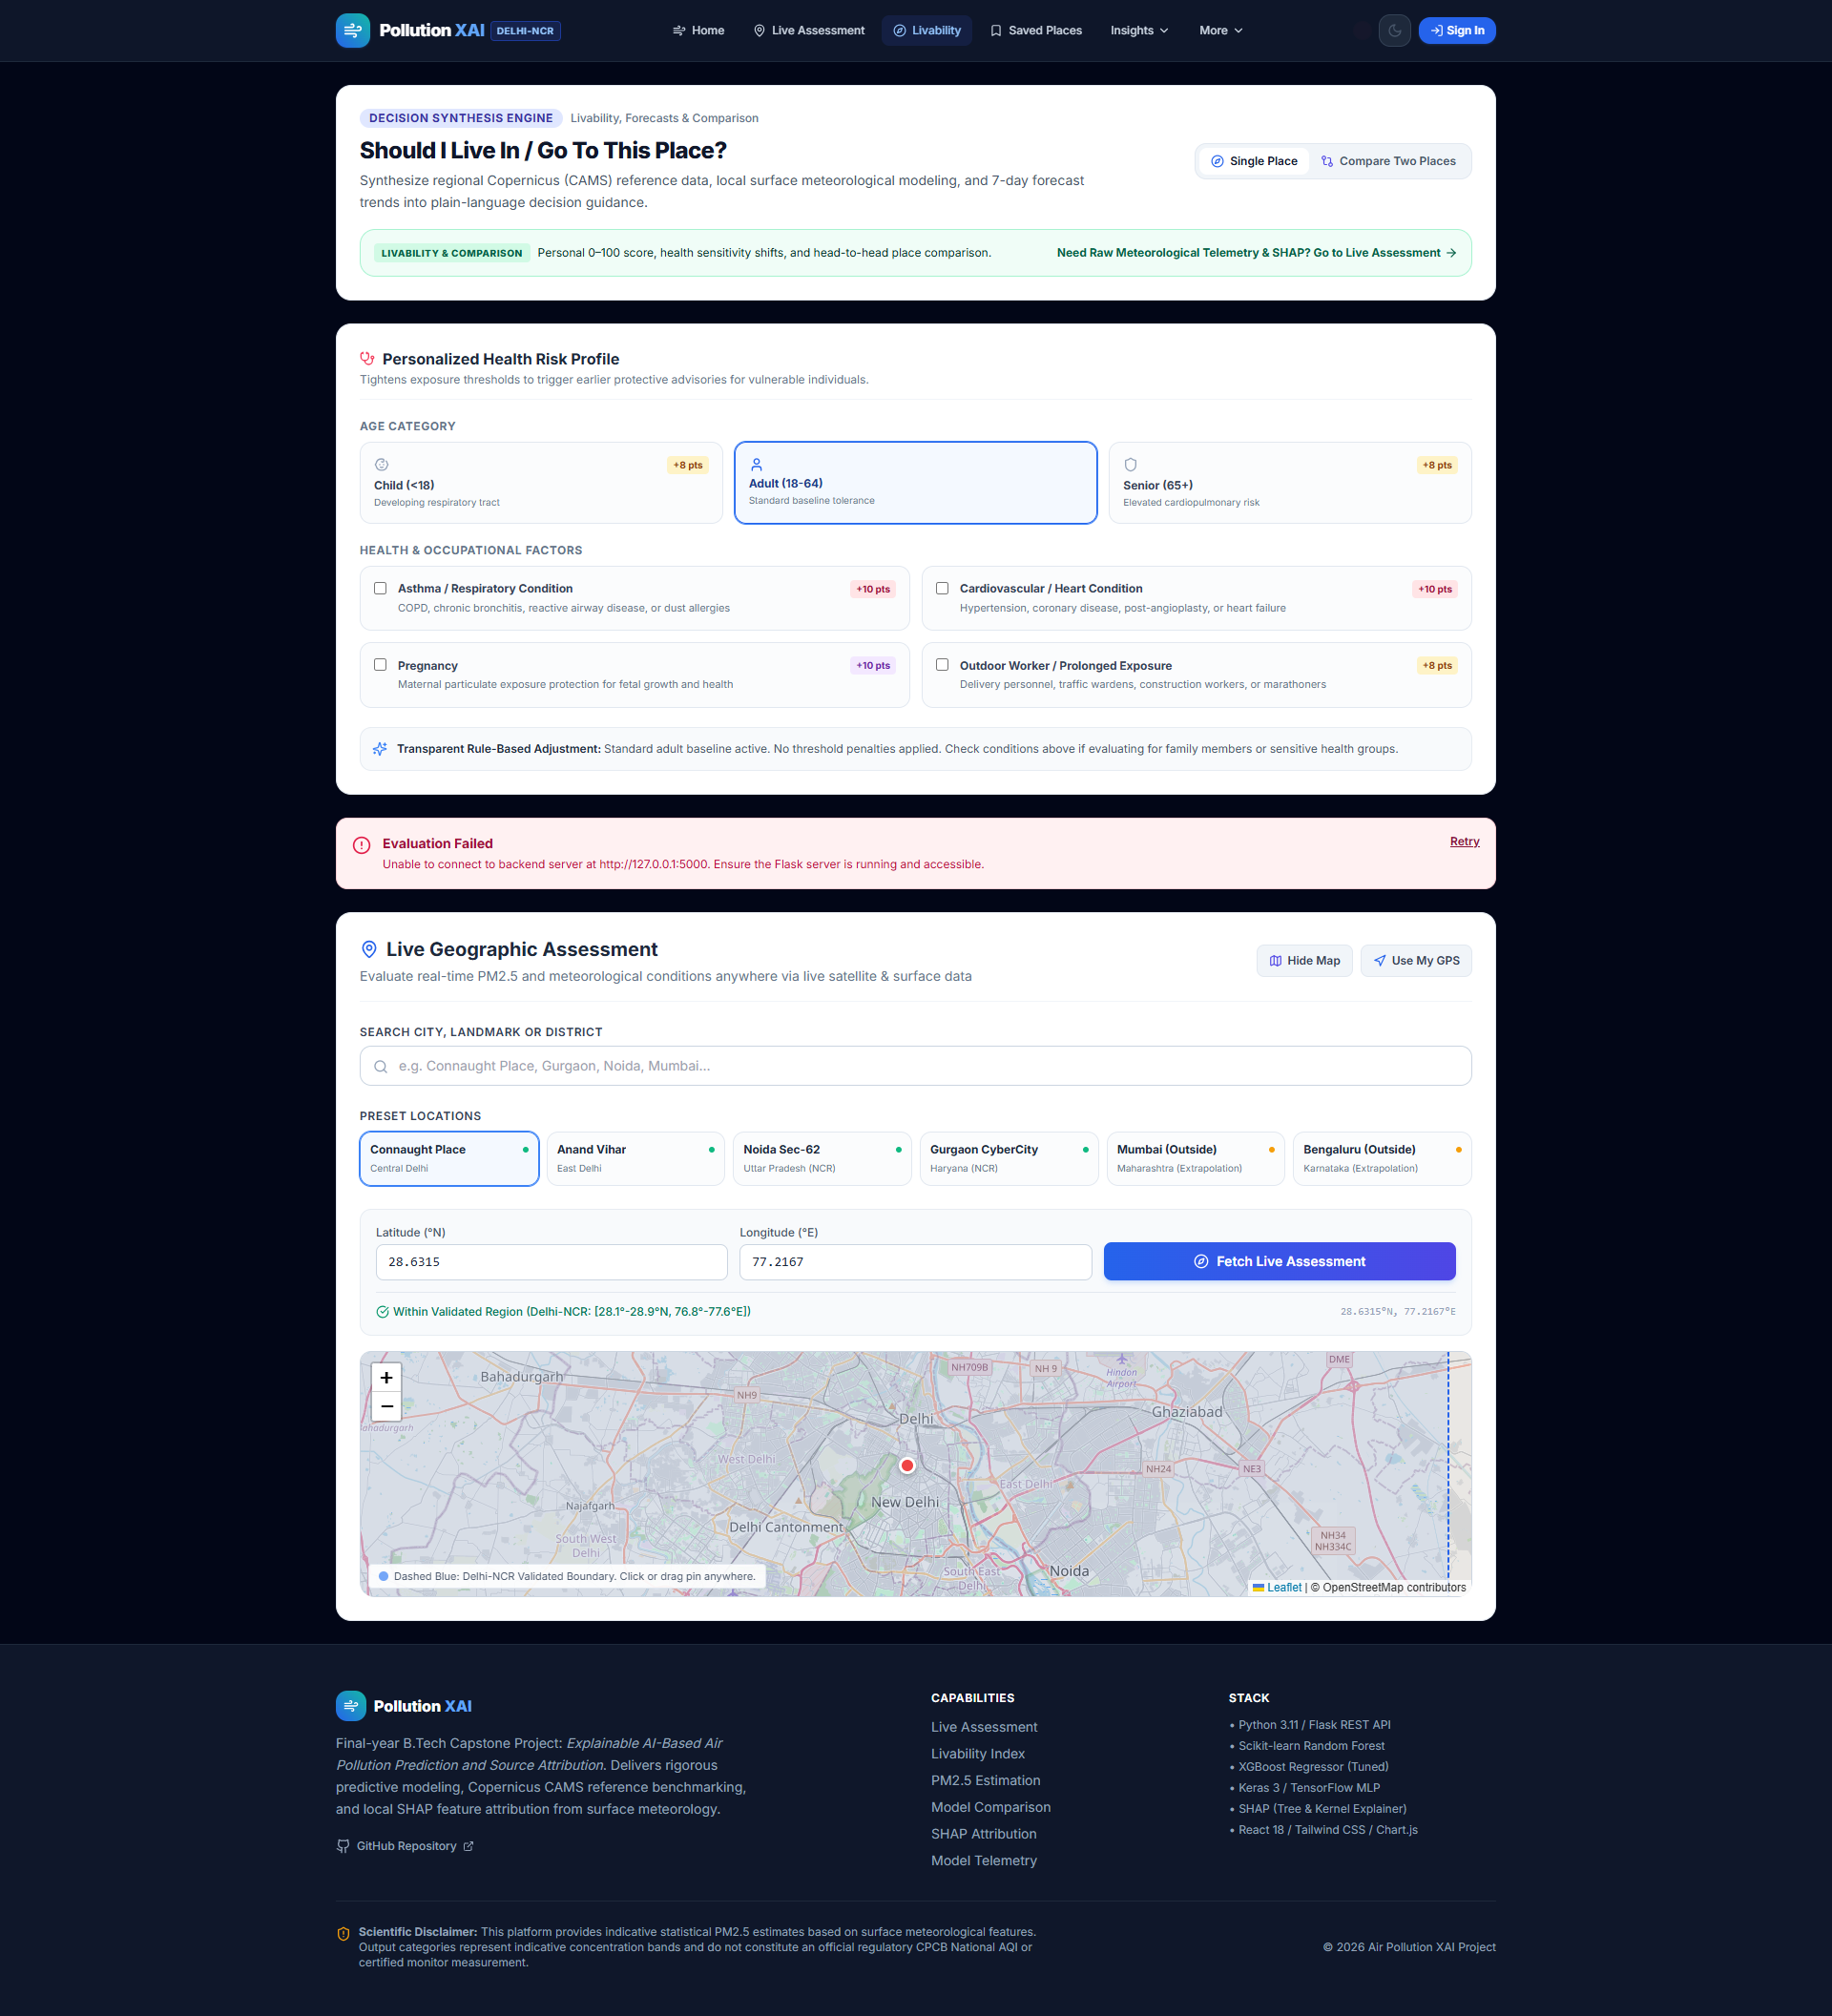 Pollution XAI DELHI-NCR
Home
Live Assessment
Livability
Saved Places
Insights
More
Sign In
DECISION SYNTHESIS ENGINE Livability, Forecasts & Comparison
Should I Live In / Go To This Place?
Synthesize regional Copernicus (CAMS) reference data, local surface meteorological modeling, and 7-day forecast
trends into plain-language decision guidance.
Single Place
Compare Two Places
LIVABILITY & COMPARISON Personal 0–100 score, health sensitivity shifts, and head-to-head place comparison.
Need Raw Meteorological Telemetry & SHAP? Go to Live Assessment →
Personalized Health Risk Profile
Tightens exposure thresholds to trigger earlier protective advisories for vulnerable individuals.
AGE CATEGORY
+8 pts
Child (<18)
Developing respiratory tract
Adult (18-64)
Standard baseline tolerance
+8 pts
Senior (65+)
Elevated cardiopulmonary risk
HEALTH & OCCUPATIONAL FACTORS
Asthma / Respiratory Condition +10 pts
COPD, chronic bronchitis, reactive airway disease, or dust allergies
Cardiovascular / Heart Condition +10 pts
Hypertension, coronary disease, post-angioplasty, or heart failure
Pregnancy +10 pts
Maternal particulate exposure protection for fetal growth and health
Outdoor Worker / Prolonged Exposure +8 pts
Delivery personnel, traffic wardens, construction workers, or marathoners
Transparent Rule-Based Adjustment: Standard adult baseline active. No threshold penalties applied. Check conditions above if evaluating for family members or sensitive health groups.
Evaluation Failed
Retry
Unable to connect to backend server at http://127.0.0.1:5000. Ensure the Flask server is running and accessible.
Live Geographic Assessment
Evaluate real-time PM2.5 and meteorological conditions anywhere via live satellite & surface data
Hide Map
Use My GPS
SEARCH CITY, LANDMARK OR DISTRICT
e.g. Connaught Place, Gurgaon, Noida, Mumbai...
PRESET LOCATIONS
Connaught Place
Central Delhi
Anand Vihar
East Delhi
Noida Sec-62
Uttar Pradesh (NCR)
Gurgaon CyberCity
Haryana (NCR)
Mumbai (Outside)
Maharashtra (Extrapolation)
Bengaluru (Outside)
Karnataka (Extrapolation)
Latitude (°N)
28.6315
Longitude (°E)
77.2167
Fetch Live Assessment
Within Validated Region (Delhi-NCR: [28.1°-28.9°N, 76.8°-77.6°E])
28.6315°N, 77.2167°E
+
−
Bahadurgarh
NH9
NH709B
NH 9
Hindon
Airport
DME
Bahadurgarh
Delhi
Ghaziabad
West Delhi
NH24
NE3
East Delhi
Najafgarh
New Delhi
Delhi Cantonment
South West
Delhi
NH34
NH334C
South East
Delhi
Noida
Dashed Blue: Delhi-NCR Validated Boundary. Click or drag pin anywhere.
Leaflet | © OpenStreetMap contributors
Pollution XAI
Final-year B.Tech Capstone Project: Explainable AI-Based Air
Pollution Prediction and Source Attribution. Delivers rigorous
predictive modeling, Copernicus CAMS reference benchmarking,
and local SHAP feature attribution from surface meteorology.
GitHub Repository
CAPABILITIES
Live Assessment
Livability Index
PM2.5 Estimation
Model Comparison
SHAP Attribution
Model Telemetry
STACK
• Python 3.11 / Flask REST API
• Scikit-learn Random Forest
• XGBoost Regressor (Tuned)
• Keras 3 / TensorFlow MLP
• SHAP (Tree & Kernel Explainer)
• React 18 / Tailwind CSS / Chart.js
Scientific Disclaimer: This platform provides indicative statistical PM2.5 estimates based on surface meteorological features.
Output categories represent indicative concentration bands and do not constitute an official regulatory CPCB National AQI or
certified monitor measurement.
© 2026 Air Pollution XAI Project